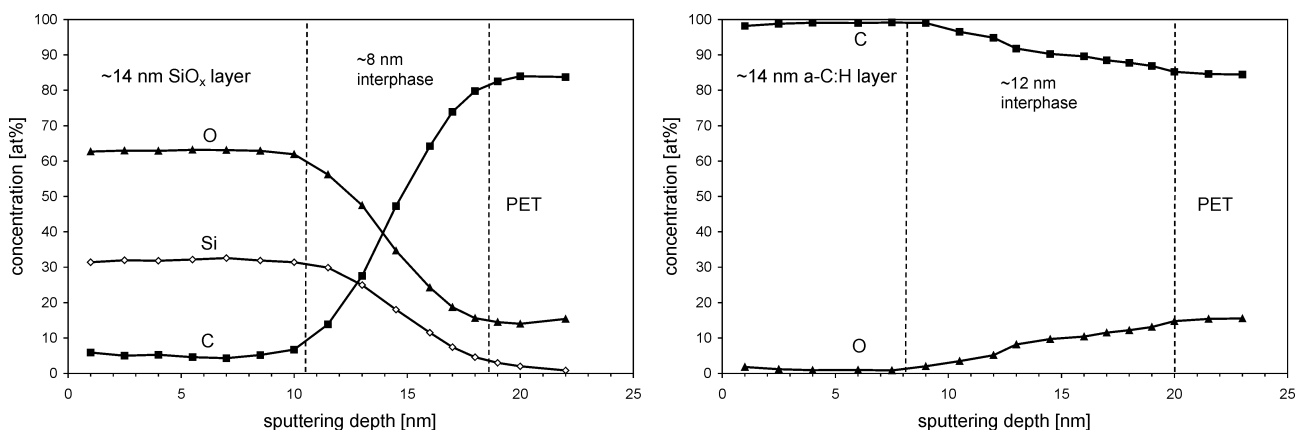 100
90
80
70
60
50
40
30
20
10
0
concentration [at%]
~14 nm SiOx layer
~8 nm
interphase
O
Si
C
PET
0 5 10 15 20 25
sputtering depth [nm]
100
90
80
70
60
50
40
30
20
10
0
concentration [at%]
C
~14 nm a-C:H layer
~12 nm
interphase
PET
O
0 5 10 15 20 25
sputtering depth [nm]